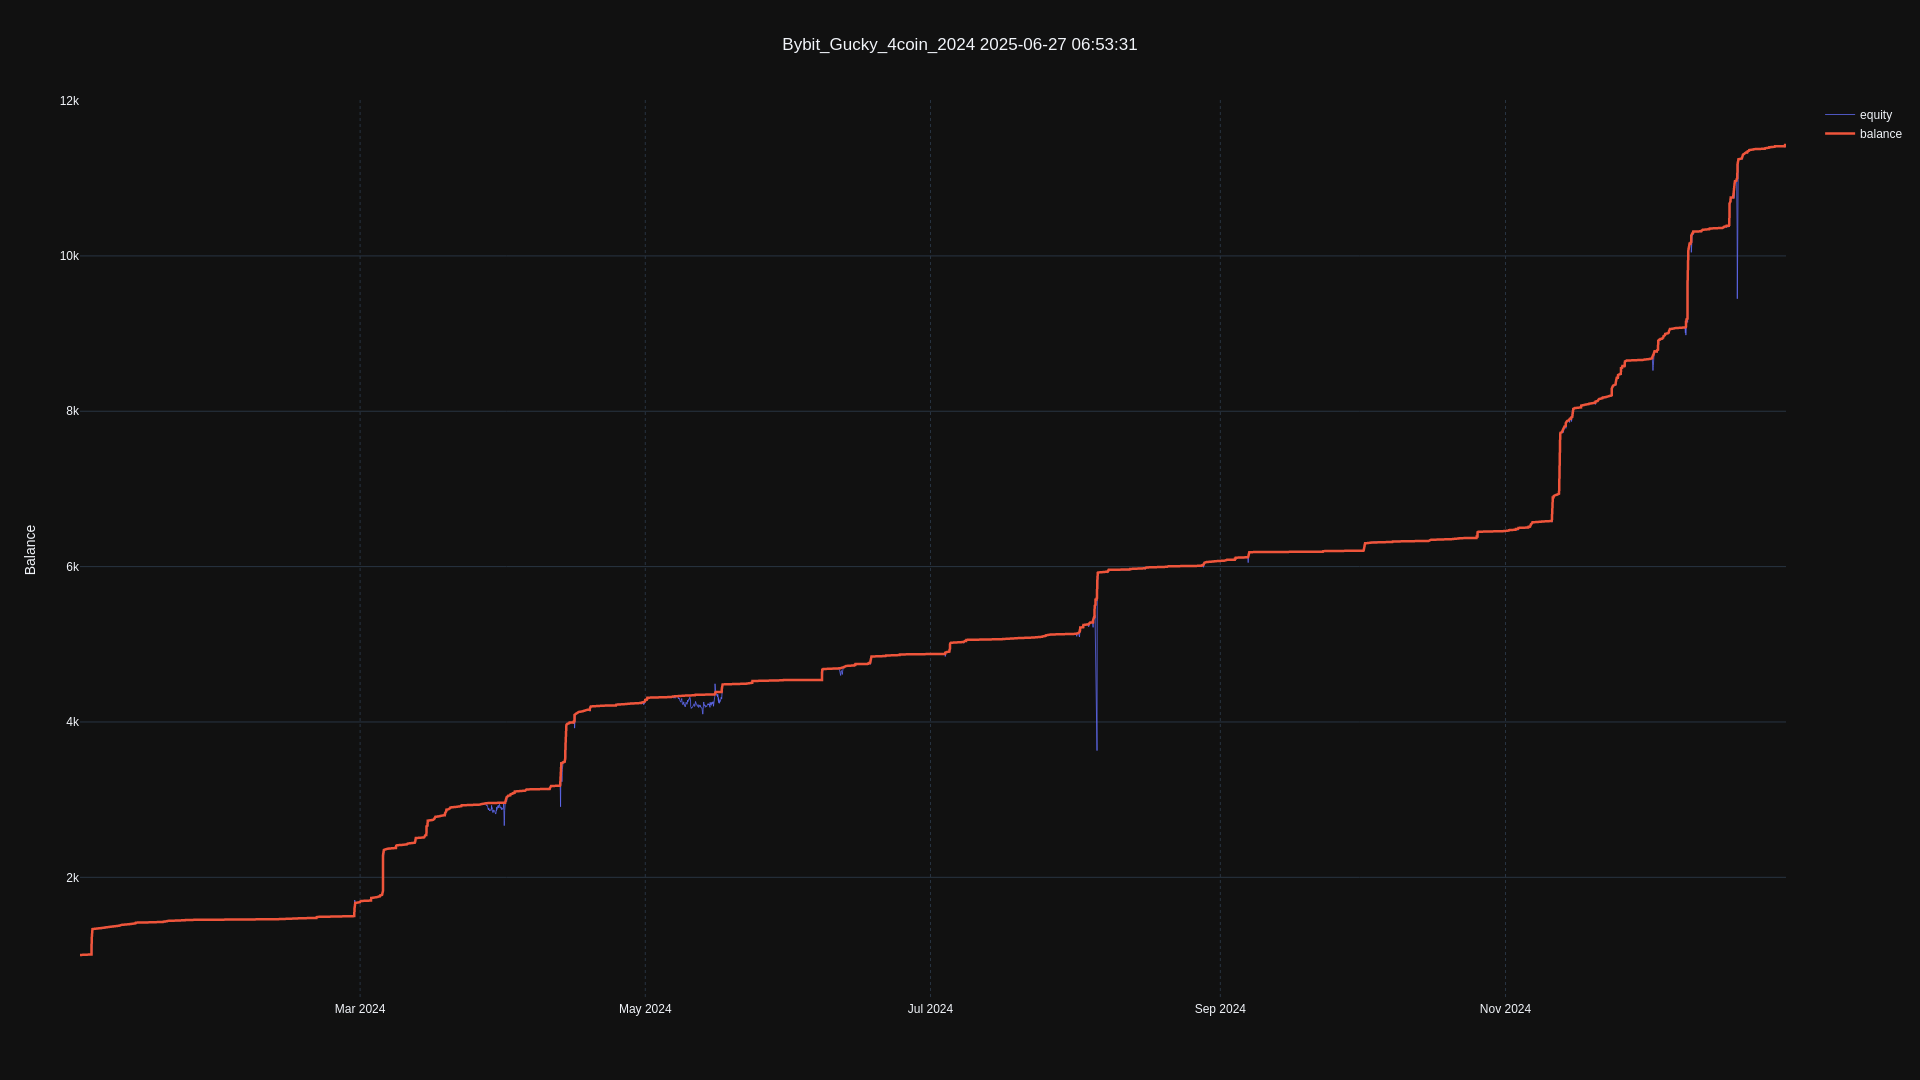 Bybit_Gucky_4coin_2024 2025-06-27 06:53:31
12k
10k
8k
6k
4k
2k
Balance
Mar 2024
May 2024
Jul 2024
Sep 2024
Nov 2024
equity
balance